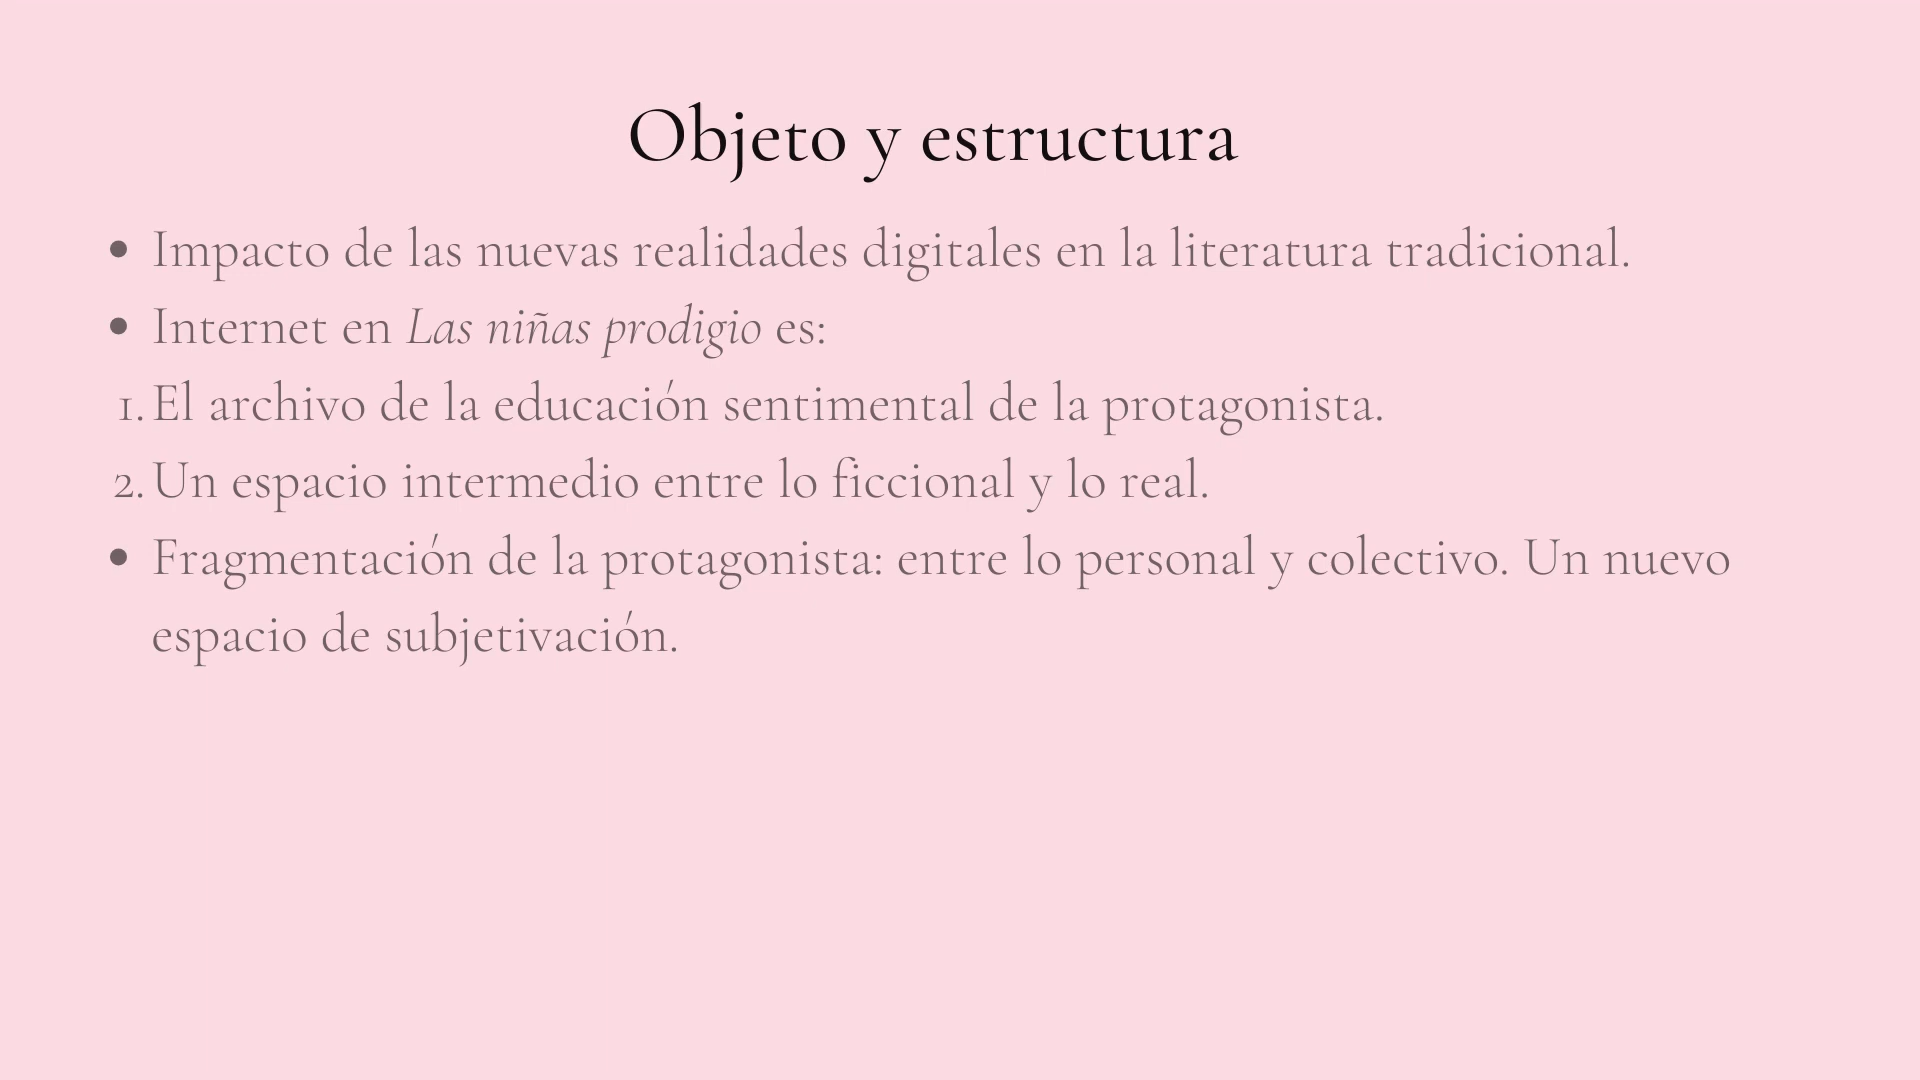 Objeto y estructura
• Impacto de las nuevas realidades digitales en la literatura tradicional.
• Internet en Las niñas prodigio es:
1. El archivo de la educación sentimental de la protagonista.
2. Un espacio intermedio entre lo ficcional y lo real.
• Fragmentación de la protagonista: entre lo personal y colectivo. Un nuevo
espacio de subjetivación.